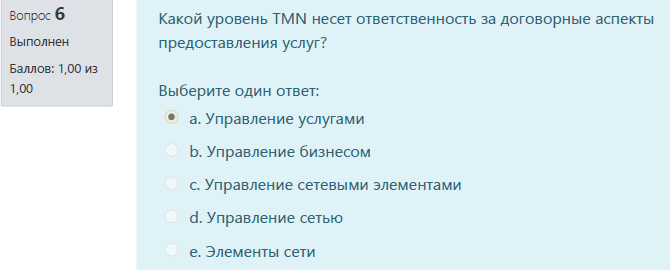 Вопрос 6
Выполнен
Баллов: 1,00 из
1,00
Какой уровень TMN несет ответственность за договорные аспекты
предоставления услуг?
Выберите один ответ:
a. Управление услугами
b. Управление бизнесом
c. Управление сетевыми элементами
d. Управление сетью
e. Элементы сети